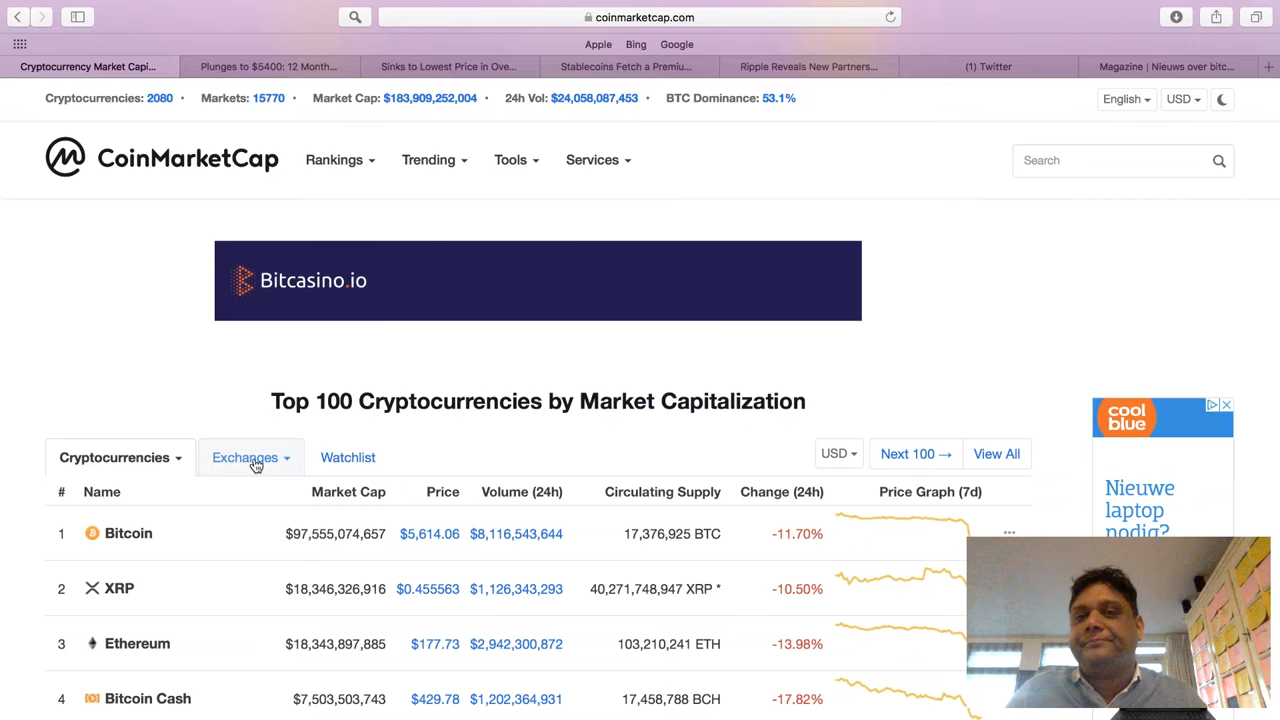 coinmarketcap.com
Apple Bing Google
Cryptocurrency Market Capi... Plunges to $5400: 12 Month... Sinks to Lowest Price in Ove... Stablecoins Fetch a Premiu... Ripple Reveals New Partners... (1) Twitter Magazine | Nieuws over bitc...
Cryptocurrencies: 2080 • Markets: 15770 • Market Cap: $183,909,252,004 • 24h Vol: $24,058,087,453 • BTC Dominance: 53.1% English USD
CoinMarketCap Rankings Trending Tools Services Search
Bitcasino.io
Top 100 Cryptocurrencies by Market Capitalization
cool
blue
Cryptocurrencies Exchanges Watchlist USD Next 100 → View All
# Name Market Cap Price Volume (24h) Circulating Supply Change (24h) Price Graph (7d)
Nieuwe
laptop
nodig?
1 Bitcoin $97,555,074,657 $5,614.06 $8,116,543,644 17,376,925 BTC -11.70%
2 XRP $18,346,326,916 $0.455563 $1,126,343,293 40,271,748,947 XRP * -10.50%
3 Ethereum $18,343,897,885 $177.73 $2,942,300,872 103,210,241 ETH -13.98%
4 Bitcoin Cash $7,503,503,743 $429.78 $1,202,364,931 17,458,788 BCH -17.82%